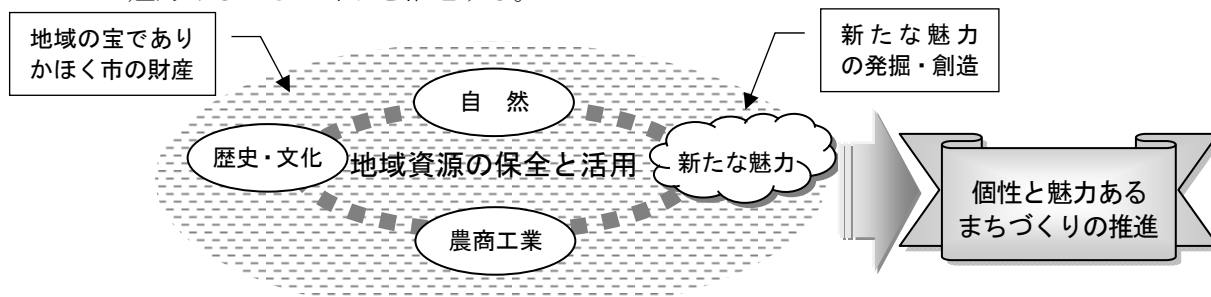 地域の宝であり
かほく市の財産
新たな魅力
の発掘・創造
自　然
歴史・文化
地域資源の保全と活用
新たな魅力
農商工業
個性と魅力ある
まちづくりの推進